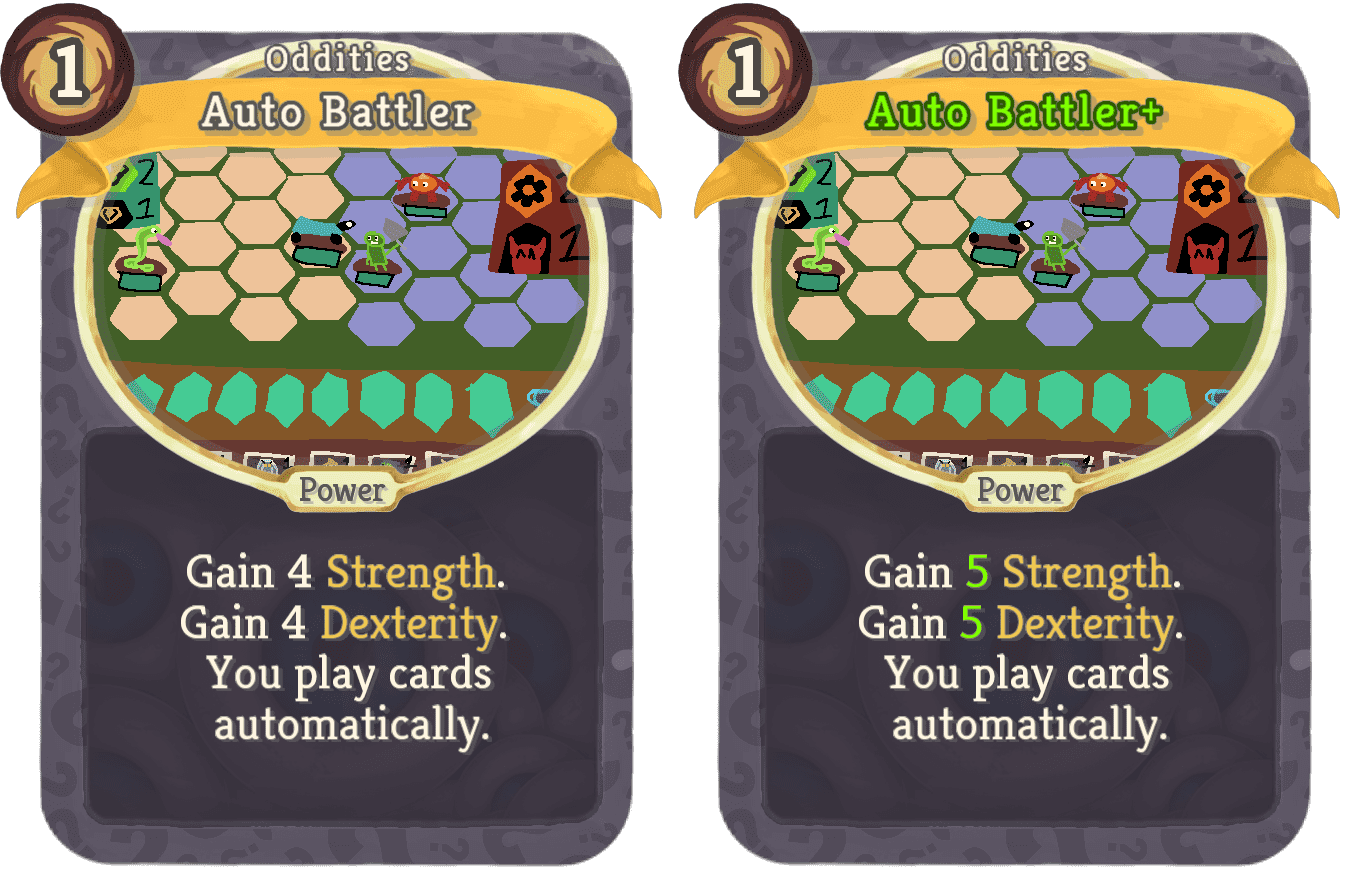 1
Oddities
Auto Battler
2
1
2
1
Power
Gain 4 Strength.
Gain 4 Dexterity.
You play cards
automatically.
1
Oddities
Auto Battler+
2
1
2
1
Power
Gain 5 Strength.
Gain 5 Dexterity.
You play cards
automatically.